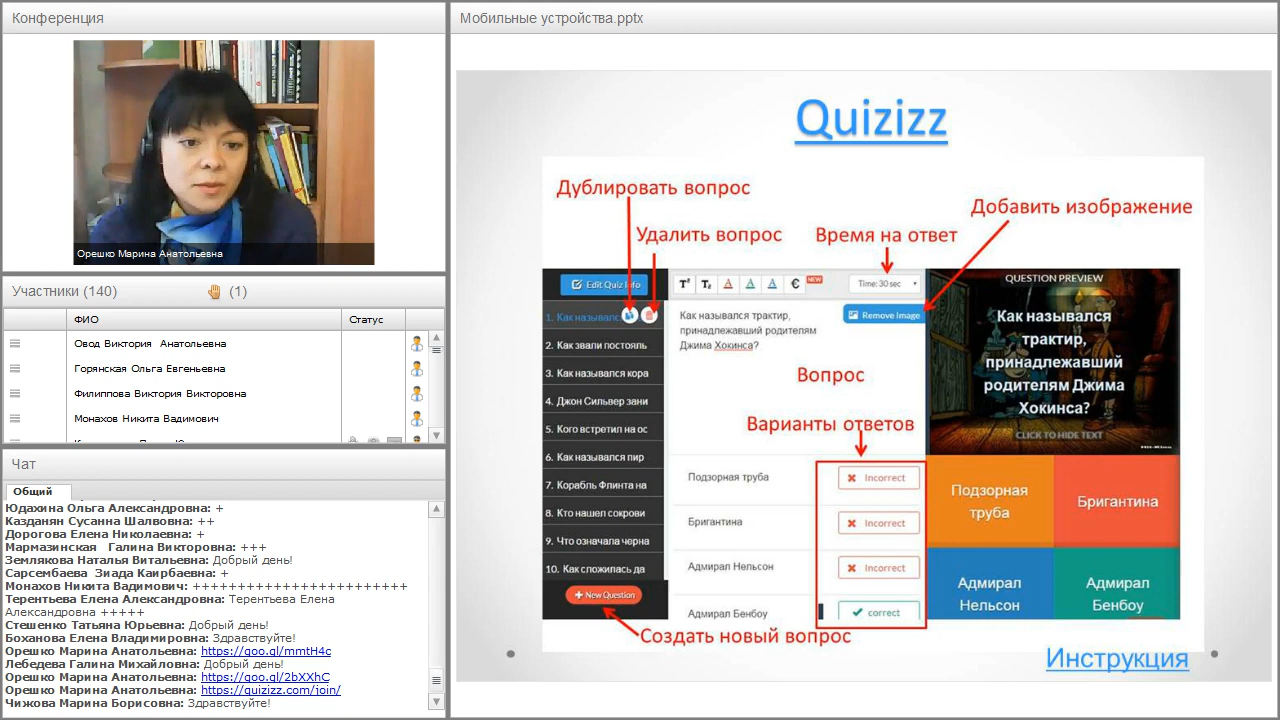 Конференция
Орешко Марина Анатольевна
Участники (140)
(1)
ФИО
Статус
Овод Виктория Анатольевна
Горянская Ольга Евгеньевна
Филиппова Виктория Викторовна
Монахов Никита Вадимович
Чат
Общий
Юдахина Ольга Александровна: +
Казданян Сусанна Шалвовна: ++
Дорогова Елена Николаевна: +
Мармазинская Галина Викторовна: +++
Землякова Наталья Витальевна: Добрый день!
Сарсембаева Зиада Каирбаевна: +
Монахов Никита Вадимович: ++++++++++++++++++++++++
Терентьева Елена Александровна: Терентьева Елена
Александровна +++++
Стешенко Татьяна Юрьевна: Добрый день!
Боханова Елена Владимировна: Здравствуйте!
Орешко Марина Анатольевна: https://goo.gl/mmtH4c
Лебедева Галина Михайловна: Добрый день!
Орешко Марина Анатольевна: https://goo.gl/2bXXhC
Орешко Марина Анатольевна: https://quizizz.com/join/
Чижова Марина Борисовна: Здравствуйте!
Мобильные устройства.pptx
Quizizz
Дублировать вопрос
Удалить вопрос
Время на ответ
Добавить изображение
Edit Quiz Info
1. Как называлс
2. Как звали постояль
3. Как назывался кора
4. Джон Сильвер зани
5. Кого встретил на ос
6. Как назывался пир
7. Корабль Флинта на
8. Кто нашел сокрови
9. Что означала черна
10. Как сложилась да
+ New Question
Создать новый вопрос
NEW
Time: 30 sec
Как назывался трактир,
принадлежавший родителям
Джима Хокинса?
Remove Image
Вопрос
Варианты ответов
Подзорная труба
Incorrect
Бригантина
Incorrect
Адмирал Нельсон
Incorrect
Адмирал Бенбоу
correct
QUESTION PREVIEW
Как назывался
трактир,
принадлежавший
родителям Джима
Хокинса?
CLICK TO HIDE TEXT
Подзорная
труба
Бригантина
Адмирал
Нельсон
Адмирал
Бенбоу
Инструкция